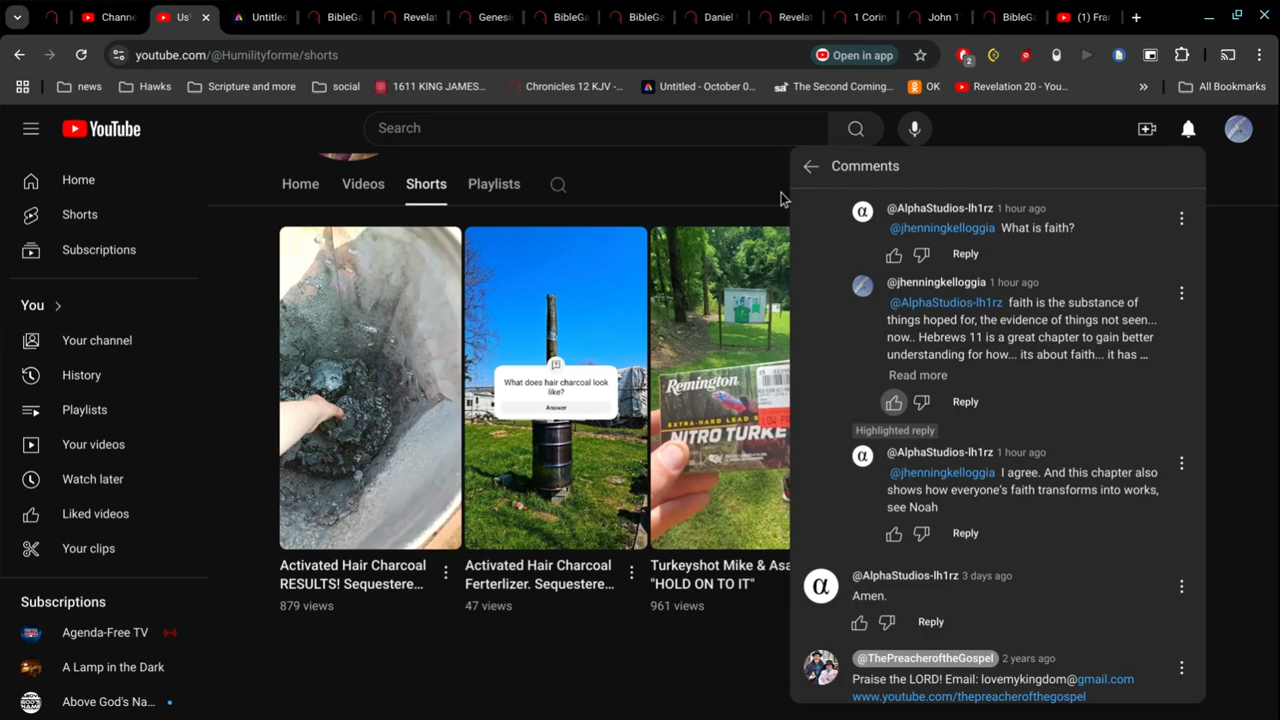 Channe
Us'
Untitled
BibleGa
Revelat
Genesi
BibleGa
BibleGa
Daniel
Revelat
1 Corin
John 1
BibleGa
(1) Fra
youtube.com/@Humilityforme/shorts
Open in app
2
news
Hawks
Scripture and more
social
1611 KING JAMES...
Chronicles 12 KJV -...
Untitled - October 0...
The Second Coming...
OK
Revelation 20 - You...
»
All Bookmarks
YouTube
Search
Home
Shorts
Subscriptions
You
Your channel
History
Playlists
Your videos
Watch later
Liked videos
Your clips
Subscriptions
Agenda-Free TV
A Lamp in the Dark
Above God's Na...
Home
Videos
Shorts
Playlists
What does hair charcoal look
like?
Answer
Remington
EXTRA-HARD LEAD
NITRO TURKE
Activated Hair Charcoal
RESULTS! Sequestere...
879 views
Activated Hair Charcoal
Ferterlizer. Sequestere...
47 views
Turkeyshot Mike & Asa
"HOLD ON TO IT"
961 views
Comments
α
@AlphaStudios-lh1rz 1 hour ago
@jhenningkelloggia What is faith?
Reply
@jhenningkelloggia 1 hour ago
@AlphaStudios-lh1rz faith is the substance of
things hoped for, the evidence of things not seen...
now.. Hebrews 11 is a great chapter to gain better
understanding for how... its about faith... it has ...
Read more
Reply
Highlighted reply
α
@AlphaStudios-lh1rz 1 hour ago
@jhenningkelloggia I agree. And this chapter also
shows how everyone's faith transforms into works,
see Noah
Reply
α
@AlphaStudios-lh1rz 3 days ago
Amen.
Reply
@ThePreacheroftheGospel 2 years ago
Praise the LORD! Email: lovemykingdom@gmail.com
www.youtube.com/thepreacherofthegospel